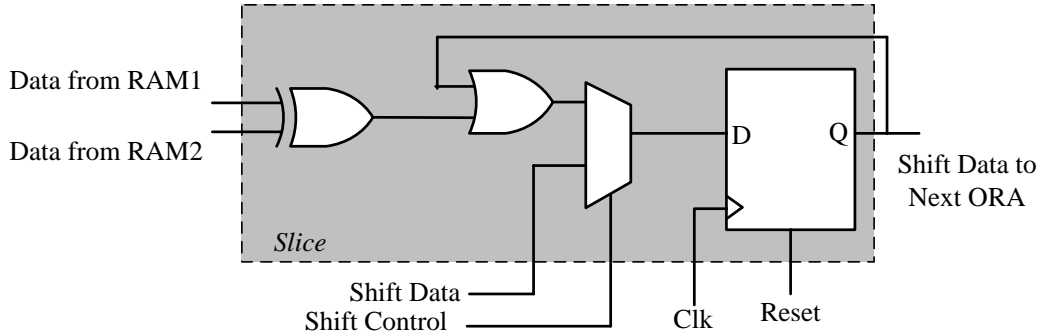 Data from RAM1
Data from RAM2
D
Q
Shift Data to
Next ORA
Slice
Shift Data
Shift Control
Clk
Reset